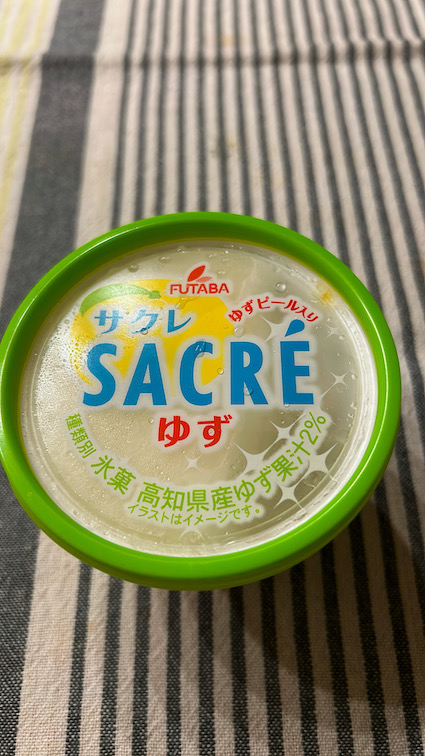 FUTABA
サクレ
ゆずピール入り
SACRÉ
ゆず
種類別 氷菓 高知県産ゆず果汁2%
イラストはイメージです。